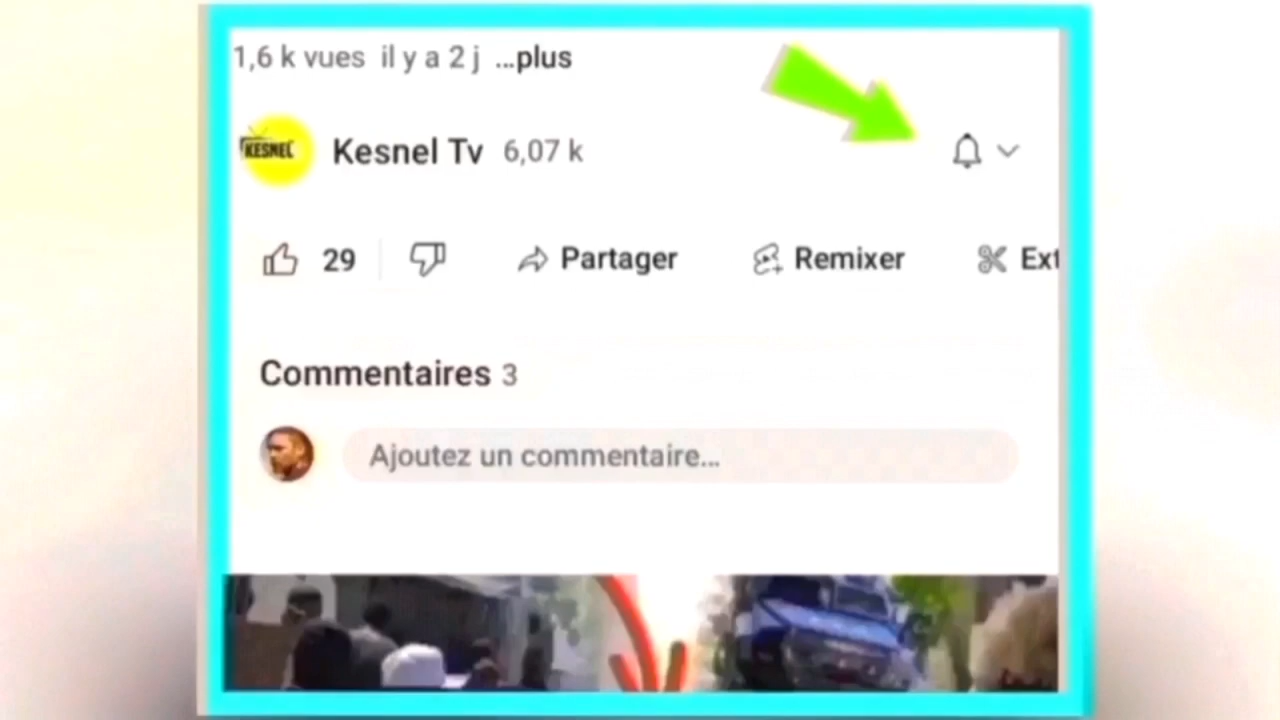 1,6 k vues il y a 2 j ...plus
KESNEL
Kesnel Tv 6,07 k
29 Partager Remixer Ext
Commentaires 3
Ajoutez un commentaire...